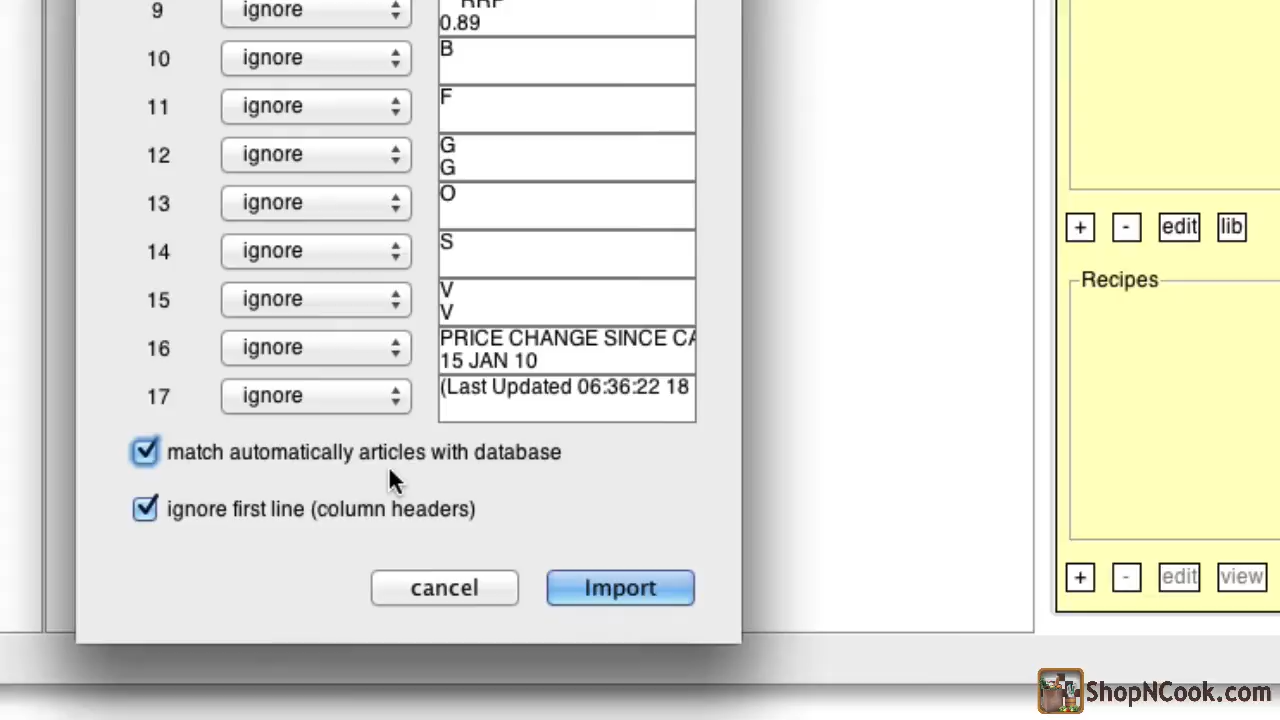 9 ignore RRP
0.89
10 ignore B
11 ignore F
12 ignore G
G
13 ignore O
14 ignore S
15 ignore V
V
16 ignore PRICE CHANGE SINCE CA
15 JAN 10
17 ignore (Last Updated 06:36:22 18
match automatically articles with database
ignore first line (column headers)
cancel Import
+ - edit lib
Recipes
+ - edit view
ShopNCook.com